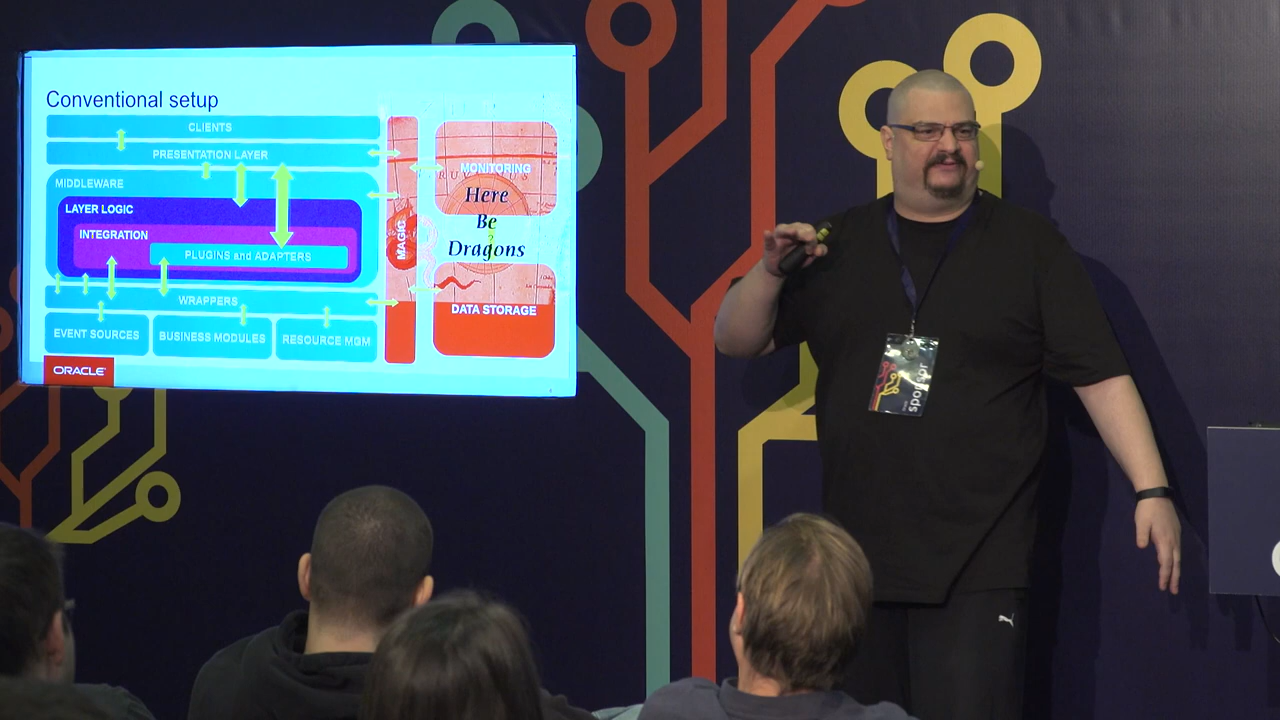 Conventional setup
CLIENTS
PRESENTATION LAYER
MIDDLEWARE
LAYER LOGIC
INTEGRATION
PLUGINS and ADAPTERS
WRAPPERS
EVENT SOURCES
BUSINESS MODULES
RESOURCE MGM
MAGIC
MONITORING
Here
Be
Dragons
DATA STORAGE
ORACLE
sponsor